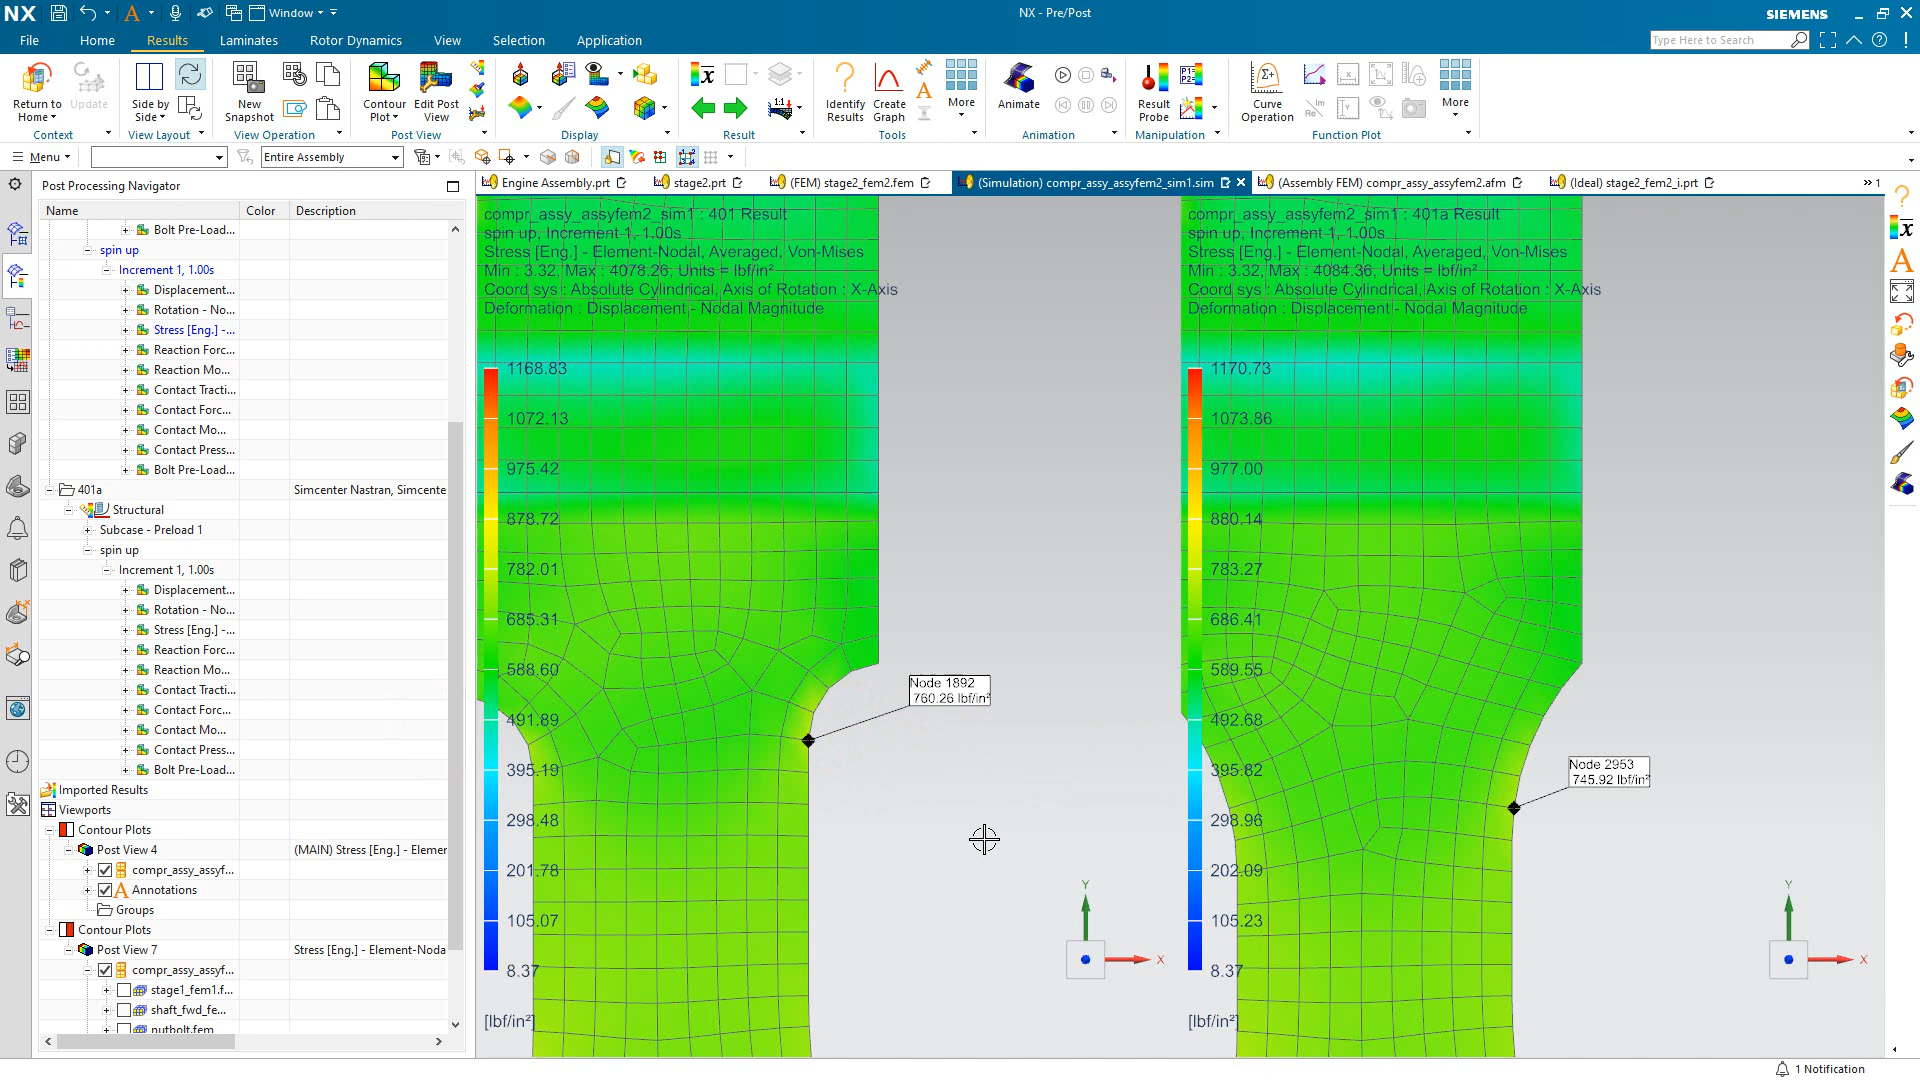 NX
Window
NX - Pre/Post
SIEMENS
File
Home
Results
Laminates
Rotor Dynamics
View
Selection
Application
Type Here to Search
Return to Home
Update
Side by Side
New Snapshot
Contour Plot
Edit Post View
Identify Results
Create Graph
More
Animate
Result Probe
Curve Operation
More
Context
View Layout
View Operation
Post View
Display
Result
Tools
Animation
Manipulation
Function Plot
Menu
Entire Assembly
Post Processing Navigator
Engine Assembly.prt
stage2.prt
(FEM) stage2_fem2.fem
(Simulation) compr_assy_assyfem2_sim1.sim
(Assembly FEM) compr_assy_assyfem2.afm
(Ideal) stage2_fem2_i.prt
1
Name
Color
Description
Bolt Pre-Load...
spin up
Increment 1, 1.00s
Displacement...
Rotation - No...
Stress [Eng.] -...
Reaction Forc...
Reaction Mo...
Contact Tracti...
Contact Forc...
Contact Mo...
Contact Press...
Bolt Pre-Load...
401a
Simcenter Nastran, Simcente
Structural
Subcase - Preload 1
spin up
Increment 1, 1.00s
Displacement...
Rotation - No...
Stress [Eng.] -...
Reaction Forc...
Reaction Mo...
Contact Tracti...
Contact Forc...
Contact Mo...
Contact Press...
Bolt Pre-Load...
Imported Results
Viewports
Contour Plots
Post View 4
(MAIN) Stress [Eng.] - Elemer
compr_assy_assyf...
Annotations
Groups
Contour Plots
Post View 7
Stress [Eng.] - Element-Noda
compr_assy_assyf...
stage1_fem1.f...
shaft_fwd_fe...
nutbolt.fem
compr_assy_assyfem2_sim1 : 401 Result
spin up, Increment 1, 1.00s
Stress [Eng.] - Element-Nodal, Averaged, Von-Mises
Min : 3.32, Max : 4078.26, Units = lbf/in²
Coord sys : Absolute Cylindrical, Axis of Rotation : X-Axis
Deformation : Displacement - Nodal Magnitude
1168.83
1072.13
975.42
878.72
782.01
685.31
588.60
491.89
395.19
298.48
201.78
105.07
8.37
[lbf/in²]
Node 1892
760.26 lbf/in²
Y
X
compr_assy_assyfem2_sim1 : 401a Result
spin up, Increment 1, 1.00s
Stress [Eng.] - Element-Nodal, Averaged, Von-Mises
Min : 3.32, Max : 4084.36, Units = lbf/in²
Coord sys : Absolute Cylindrical, Axis of Rotation : X-Axis
Deformation : Displacement - Nodal Magnitude
1170.73
1073.86
977.00
880.14
783.27
686.41
589.55
492.68
395.82
298.96
202.09
105.23
8.37
[lbf/in²]
Node 2953
745.92 lbf/in²
Y
X
1 Notification